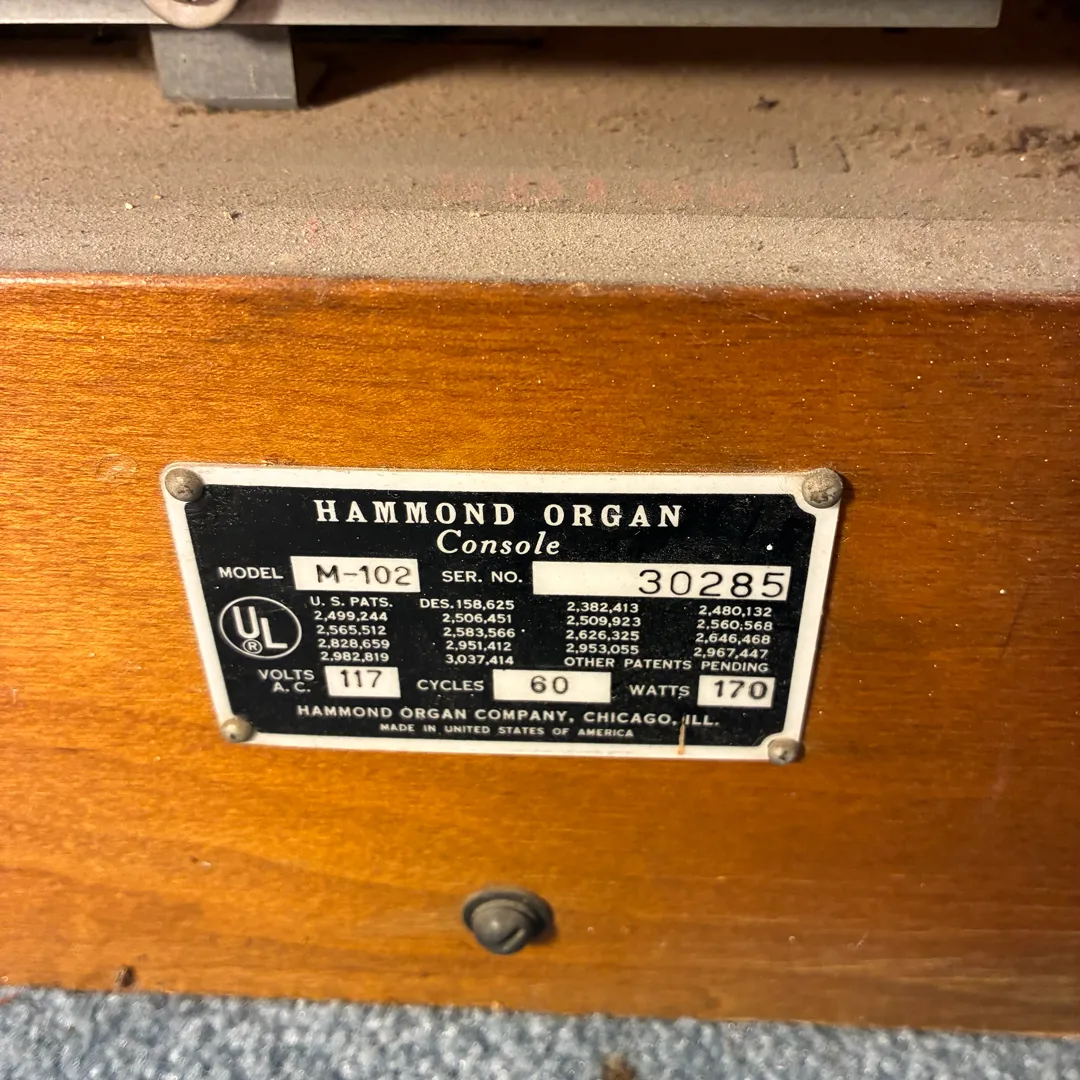 HAMMOND ORGAN
Console
MODEL M-102 SER. NO. 30285
U. S. PATS. DES. 158,625 2,382,413 2,480,132
2,499,244 2,506,451 2,509,923 2,560,568
2,565,512 2,583,566 2,626,325 2,646,468
2,828,659 2,951,412 2,953,055 2,967,447
2,982,819 3,037,414 OTHER PATENTS PENDING
UL
®
VOLTS A.C. 117 CYCLES 60 WATTS 170
HAMMOND ORGAN COMPANY, CHICAGO, ILL.
MADE IN UNITED STATES OF AMERICA